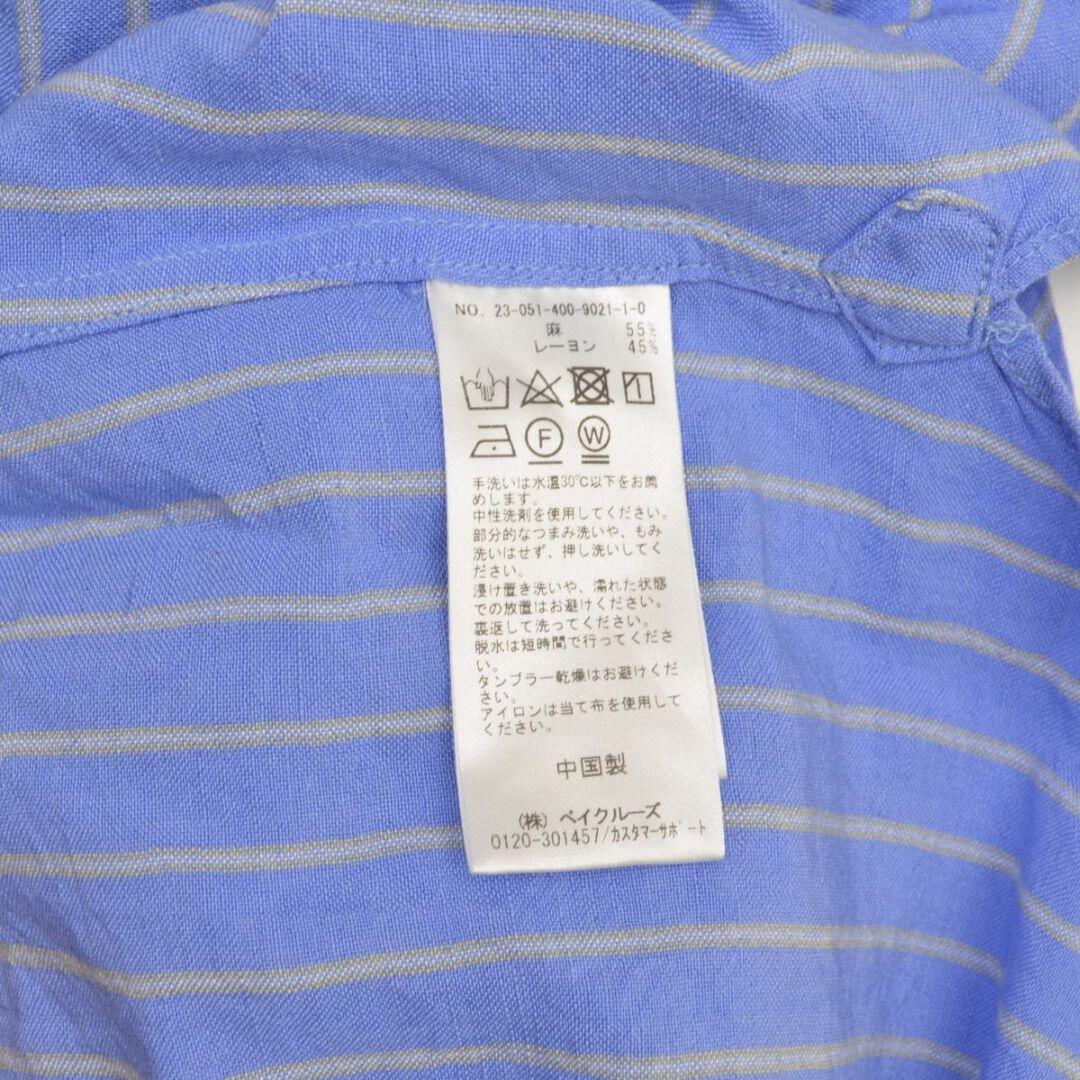 NO. 23-051-400-9021-1-0
麻 55%
レーヨン 45%
F W
手洗いは水温30℃以下をお薦
めします。
中性洗剤を使用してください。
部分的なつまみ洗いや、もみ
洗いはせず、押し洗いしてく
ださい。
浸け置き洗いや、濡れた状態
での放置はお避けください。
裏返して洗ってください。
脱水は短時間で行ってくださ
い。
タンブラー乾燥はお避けくだ
さい。
アイロンは当て布を使用して
ください。
中国製
(株) ベイクルーズ
0120-301457/カスタマーサポート